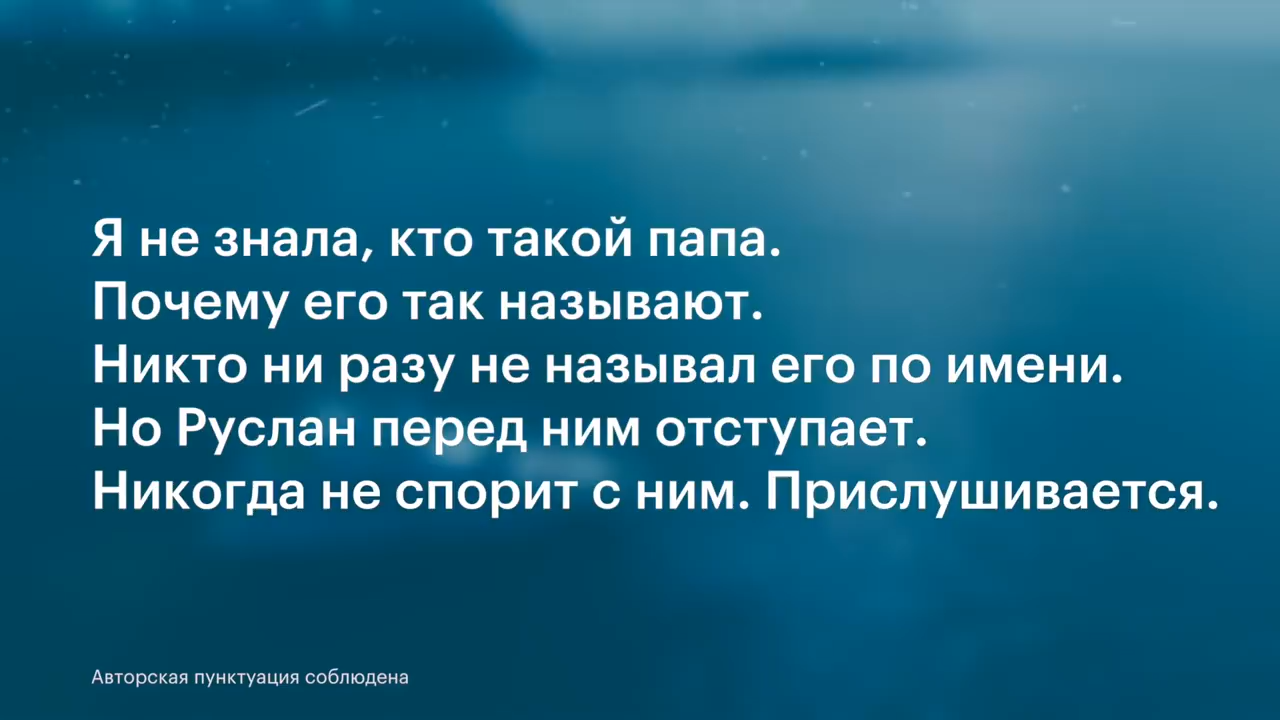 Я не знала, кто такой папа.
Почему его так называют.
Никто ни разу не называл его по имени.
Но Руслан перед ним отступает.
Никогда не спорит с ним. Прислушивается.
Авторская пунктуация соблюдена